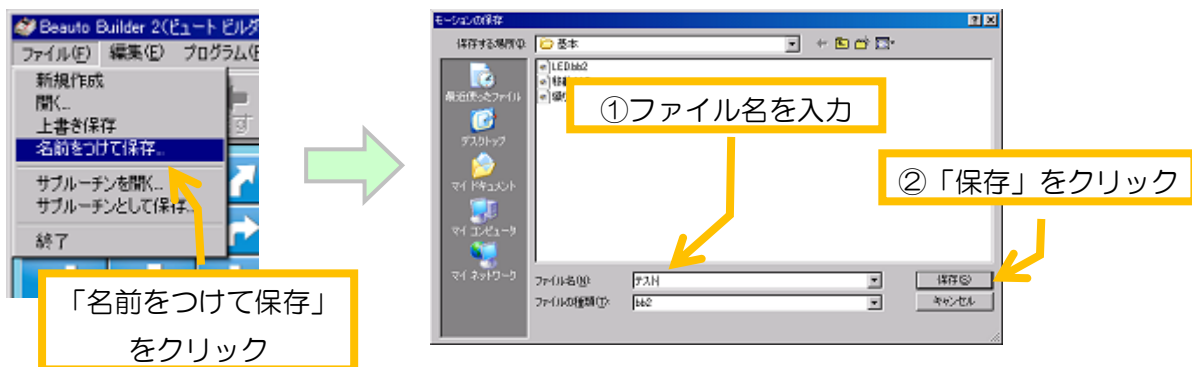 Beauto Builder 2(ビュート ビルダ
ファイル(F) 編集(E) プログラム(
新規作成
開く...
上書き保存
名前をつけて保存...
サブルーチンを開く...
サブルーチンとして保存...
終了
「名前をつけて保存」
をクリック
モーションの保存
保存する場所(I):
基本
LED.bb2
最近使ったファイル
デスクトップ
マイ ドキュメント
マイ コンピュータ
マイ ネットワーク
①ファイル名を入力
②「保存」をクリック
ファイル名(N):
テスト
保存(S)
ファイルの種類(T):
bb2
キャンセル